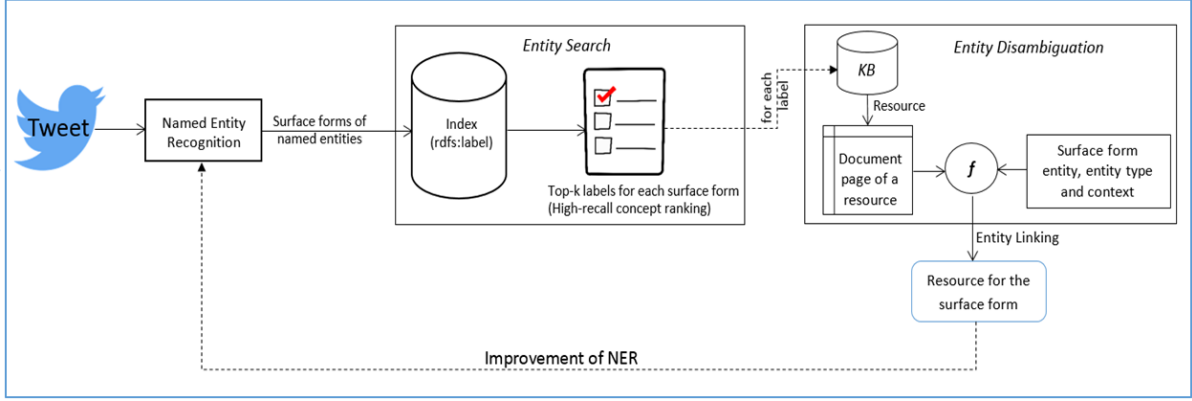 Tweet
Named Entity
Recognition
Surface forms of
named entities
Entity Search
Index
(rdfs:label)
Top-k labels for each surface form
(High-recall concept ranking)
for each
label
Entity Disambiguation
KB
Resource
Document
page of a
resource
f
Surface form
entity, entity type
and context
Entity Linking
Resource for the
surface form
Improvement of NER